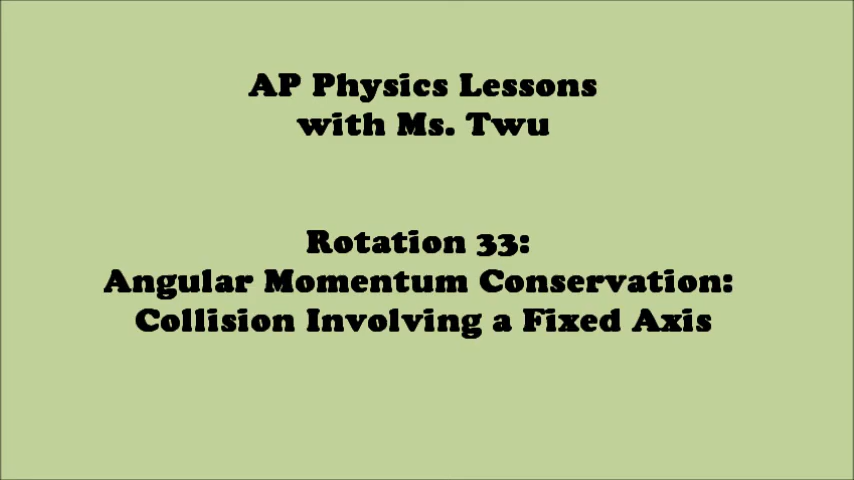 AP Physics Lessons
with Ms. Twu
Rotation 33:
Angular Momentum Conservation:
Collision Involving a Fixed Axis